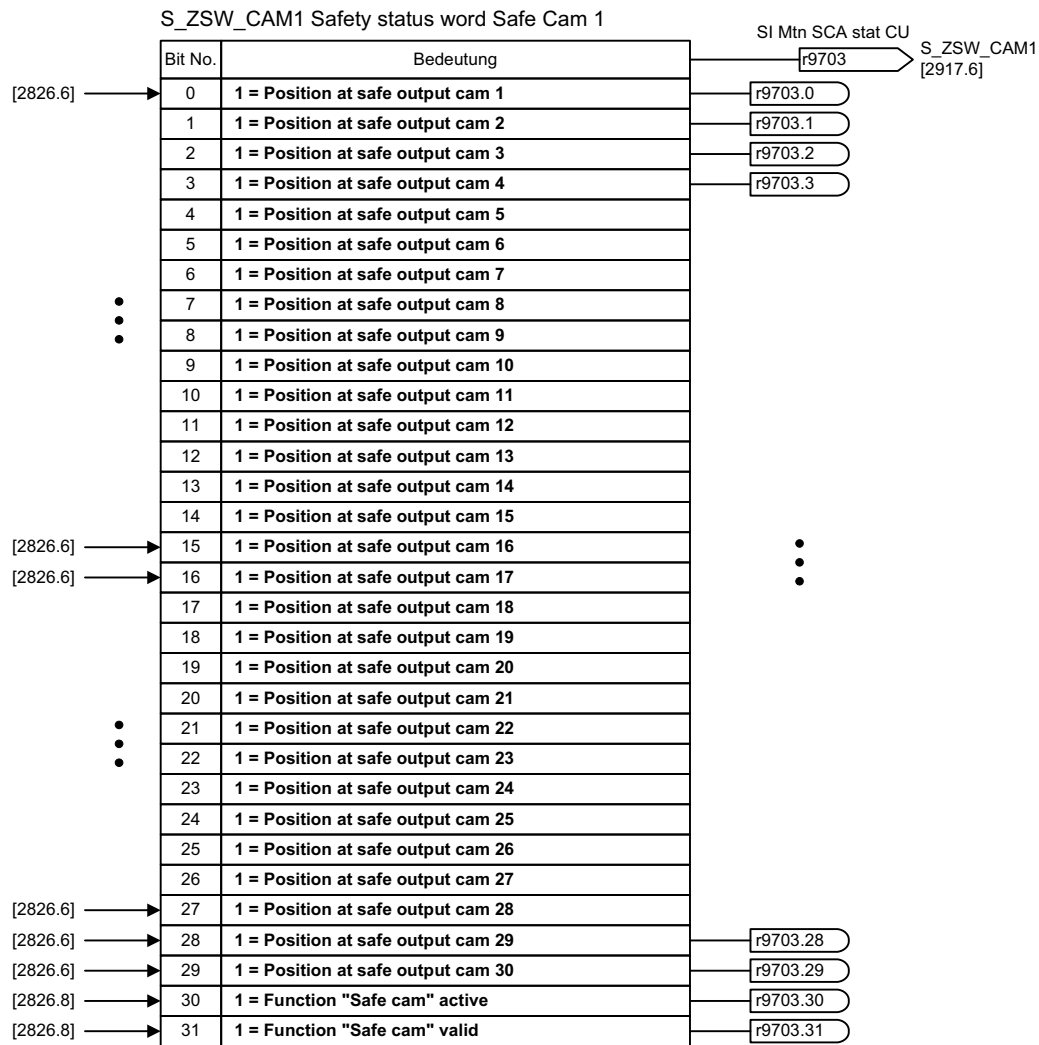 S_ZSW_CAM1 Safety status word Safe Cam 1
SI Mtn SCA stat CU
Bit No. Bedeutung r9703 S_ZSW_CAM1
[2917.6]
[2826.6] 0 1 = Position at safe output cam 1 r9703.0
1 1 = Position at safe output cam 2 r9703.1
2 1 = Position at safe output cam 3 r9703.2
3 1 = Position at safe output cam 4 r9703.3
4 1 = Position at safe output cam 5
5 1 = Position at safe output cam 6
6 1 = Position at safe output cam 7
7 1 = Position at safe output cam 8
8 1 = Position at safe output cam 9
9 1 = Position at safe output cam 10
10 1 = Position at safe output cam 11
11 1 = Position at safe output cam 12
12 1 = Position at safe output cam 13
13 1 = Position at safe output cam 14
14 1 = Position at safe output cam 15
[2826.6] 15 1 = Position at safe output cam 16
[2826.6] 16 1 = Position at safe output cam 17
17 1 = Position at safe output cam 18
18 1 = Position at safe output cam 19
19 1 = Position at safe output cam 20
20 1 = Position at safe output cam 21
21 1 = Position at safe output cam 22
22 1 = Position at safe output cam 23
23 1 = Position at safe output cam 24
24 1 = Position at safe output cam 25
25 1 = Position at safe output cam 26
26 1 = Position at safe output cam 27
[2826.6] 27 1 = Position at safe output cam 28
[2826.6] 28 1 = Position at safe output cam 29 r9703.28
[2826.6] 29 1 = Position at safe output cam 30 r9703.29
[2826.8] 30 1 = Function "Safe cam" active r9703.30
[2826.8] 31 1 = Function "Safe cam" valid r9703.31